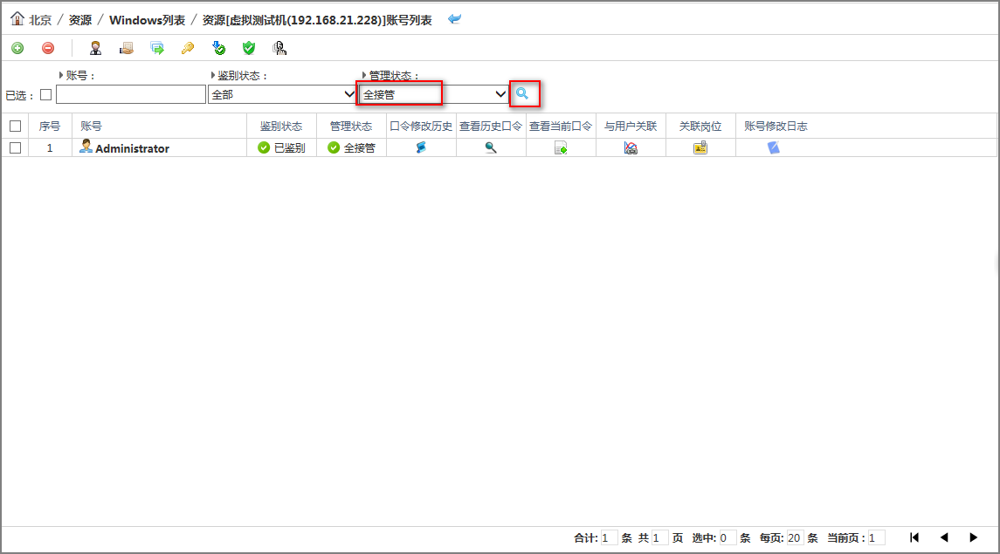 北京 / 资源 / Windows列表 / 资源[虚拟测试机(192.168.21.228)]账号列表
账号： 鉴别状态： 管理状态：
已选： 全部 全接管
序号 账号 鉴别状态 管理状态 口令修改历史 查看历史口令 查看当前口令 与用户关联 关联岗位 账号修改日志
1 Administrator 已鉴别 全接管
合计: 1 条 共 1 页 选中: 0 条 每页: 20 条 当前页: 1